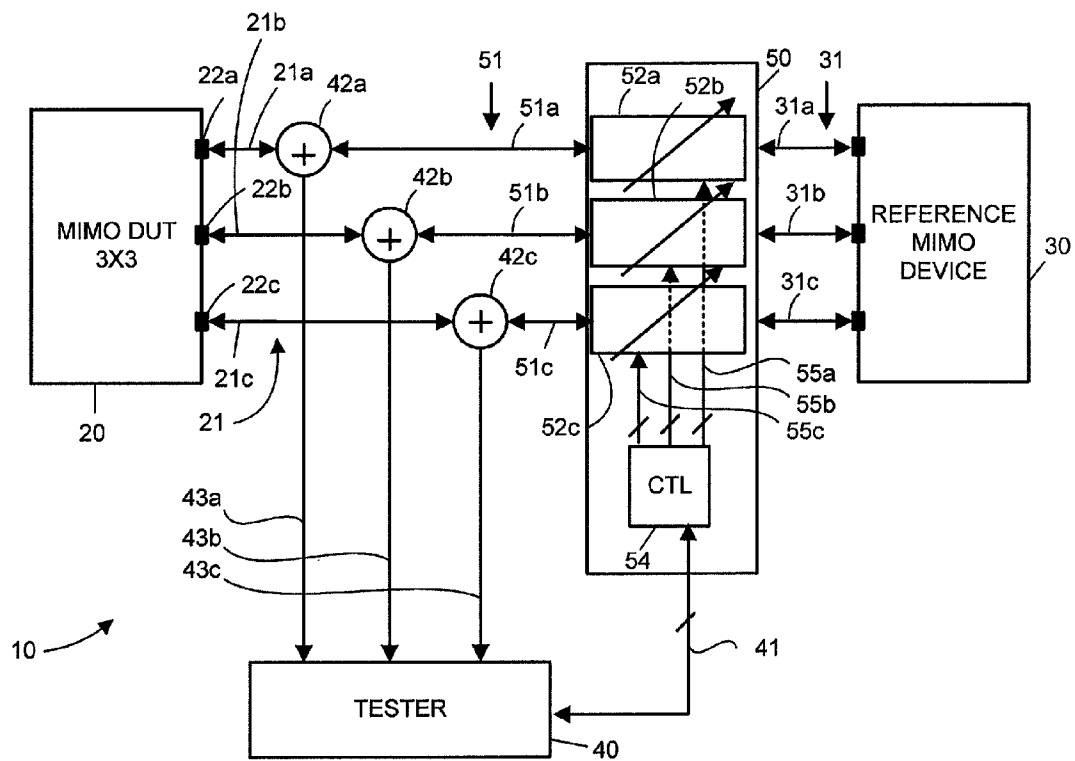 21b
22a
21a
42a
51
50
31
52a
52b
51a
31a
22b
42b
51b
31b
MIMO DUT
3X3
REFERENCE
MIMO
DEVICE
30
22c
42c
31c
21c
51c
55a
21
52c
55b
55c
20
CTL
54
43a
43b
43c
10
41
TESTER
40